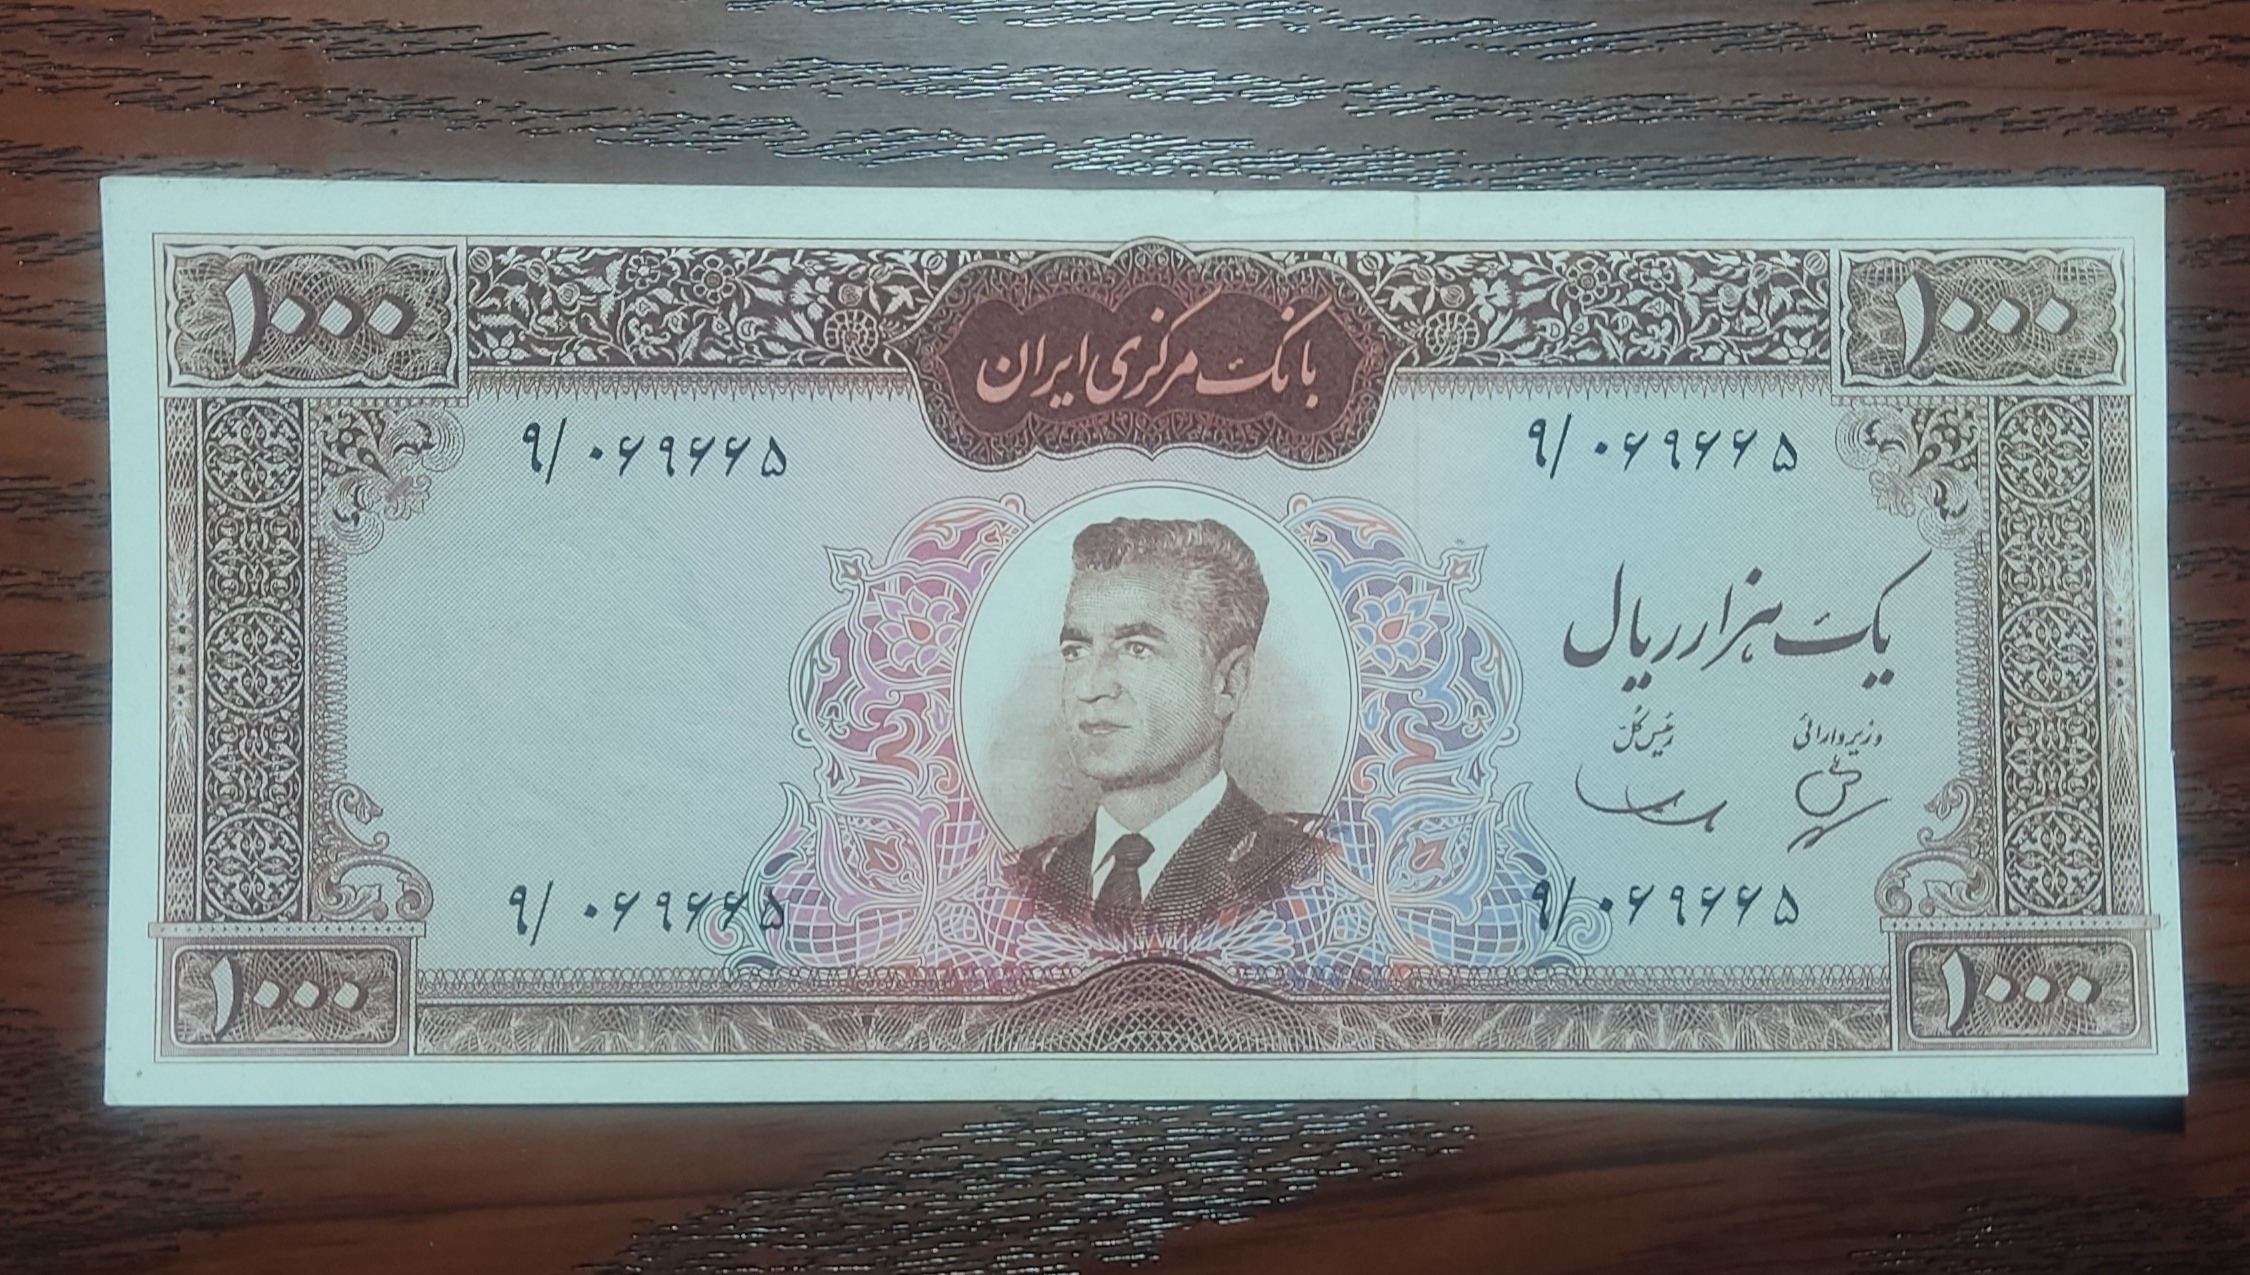 ۱۰۰۰
بانک مرکزی ایران
۱۰۰۰
۹/ ۰۶۹۶۶۵
۹/ ۰۶۹۶۶۵
یک هزار ریال
وزیر دارائی
رئیس کل
۹/ ۰۶۹۶۶۵
۹/ ۰۶۹۶۶۵
۱۰۰۰
۱۰۰۰